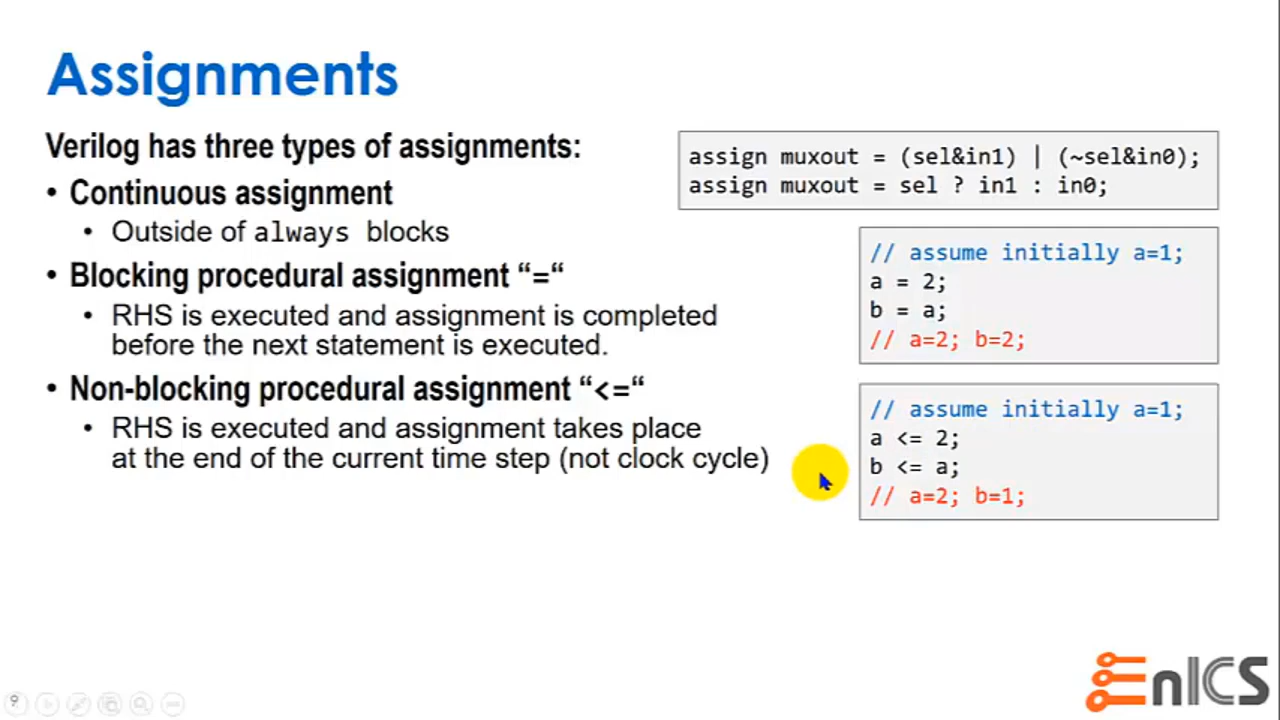 Assignments
Verilog has three types of assignments:
• Continuous assignment
• Outside of always blocks
• Blocking procedural assignment “=“
• RHS is executed and assignment is completed
before the next statement is executed.
• Non-blocking procedural assignment “<=“
• RHS is executed and assignment takes place
at the end of the current time step (not clock cycle)
assign muxout = (sel&in1) | (~sel&in0);
assign muxout = sel ? in1 : in0;
// assume initially a=1;
a = 2;
b = a;
// a=2; b=2;
// assume initially a=1;
a <= 2;
b <= a;
// a=2; b=1;
9
EnICS